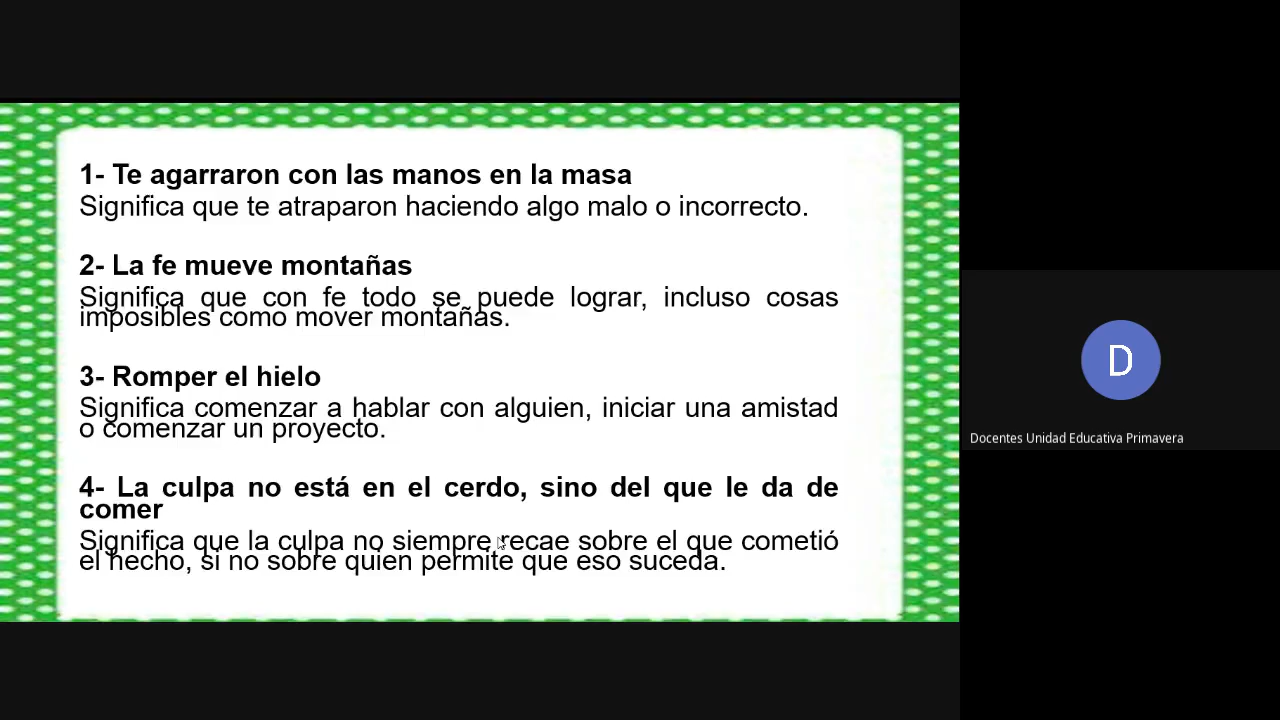 1- Te agarraron con las manos en la masa
Significa que te atraparon haciendo algo malo o incorrecto.
2- La fe mueve montañas
Significa que con fe todo se puede lograr, incluso cosas
imposibles como mover montañas.
3- Romper el hielo
Significa comenzar a hablar con alguien, iniciar una amistad
o comenzar un proyecto.
4- La culpa no está en el cerdo, sino del que le da de
comer
Significa que la culpa no siempre recae sobre el que cometió
el hecho, si no sobre quien permite que eso suceda.
D
Docentes Unidad Educativa Primavera